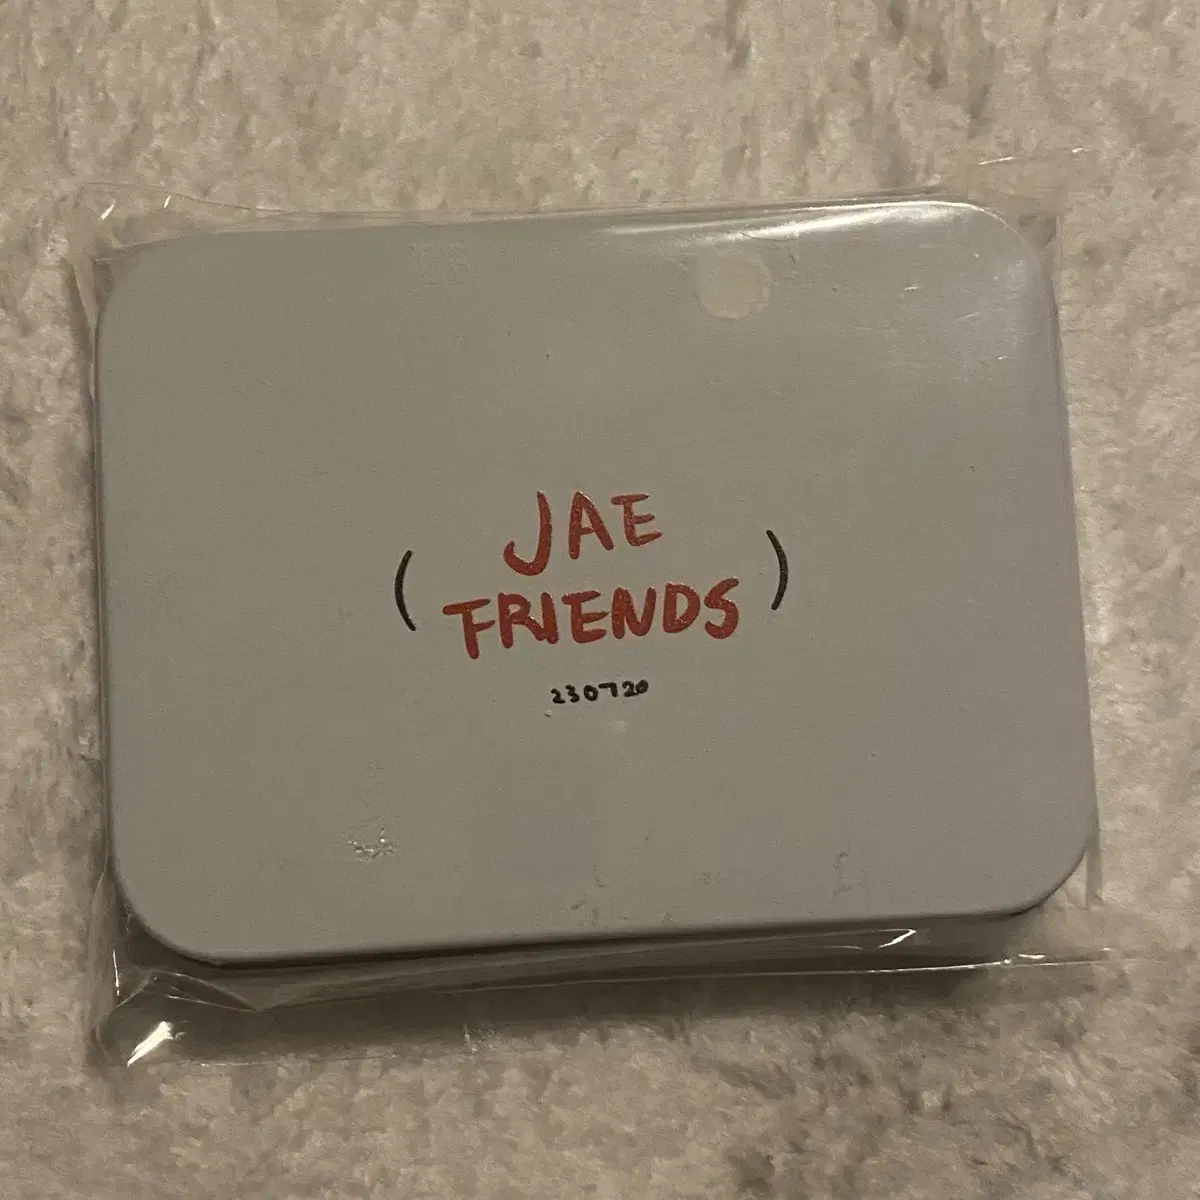 JAE
( FRIENDS )
230720